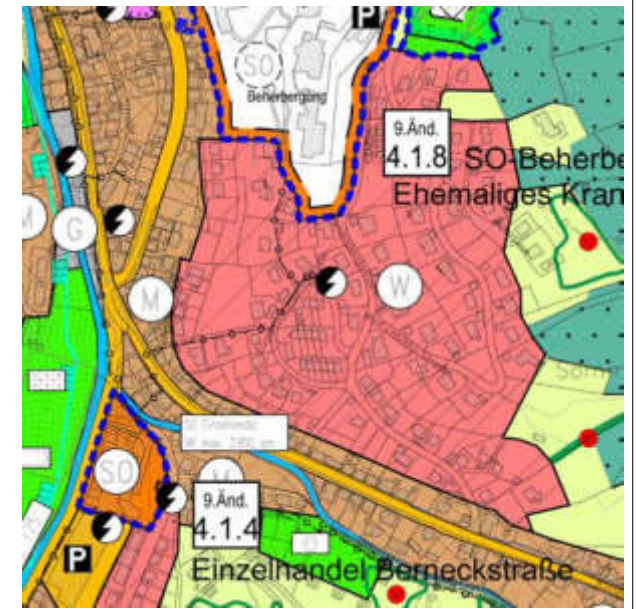 P
SO
Beherbergung
9.Änd.
4.1.8
SO-Beherbe
Ehemaliges Kran
M
G
M
W
SO
9.Änd.
4.1.4
Einzelhandel Berneckstraße
P